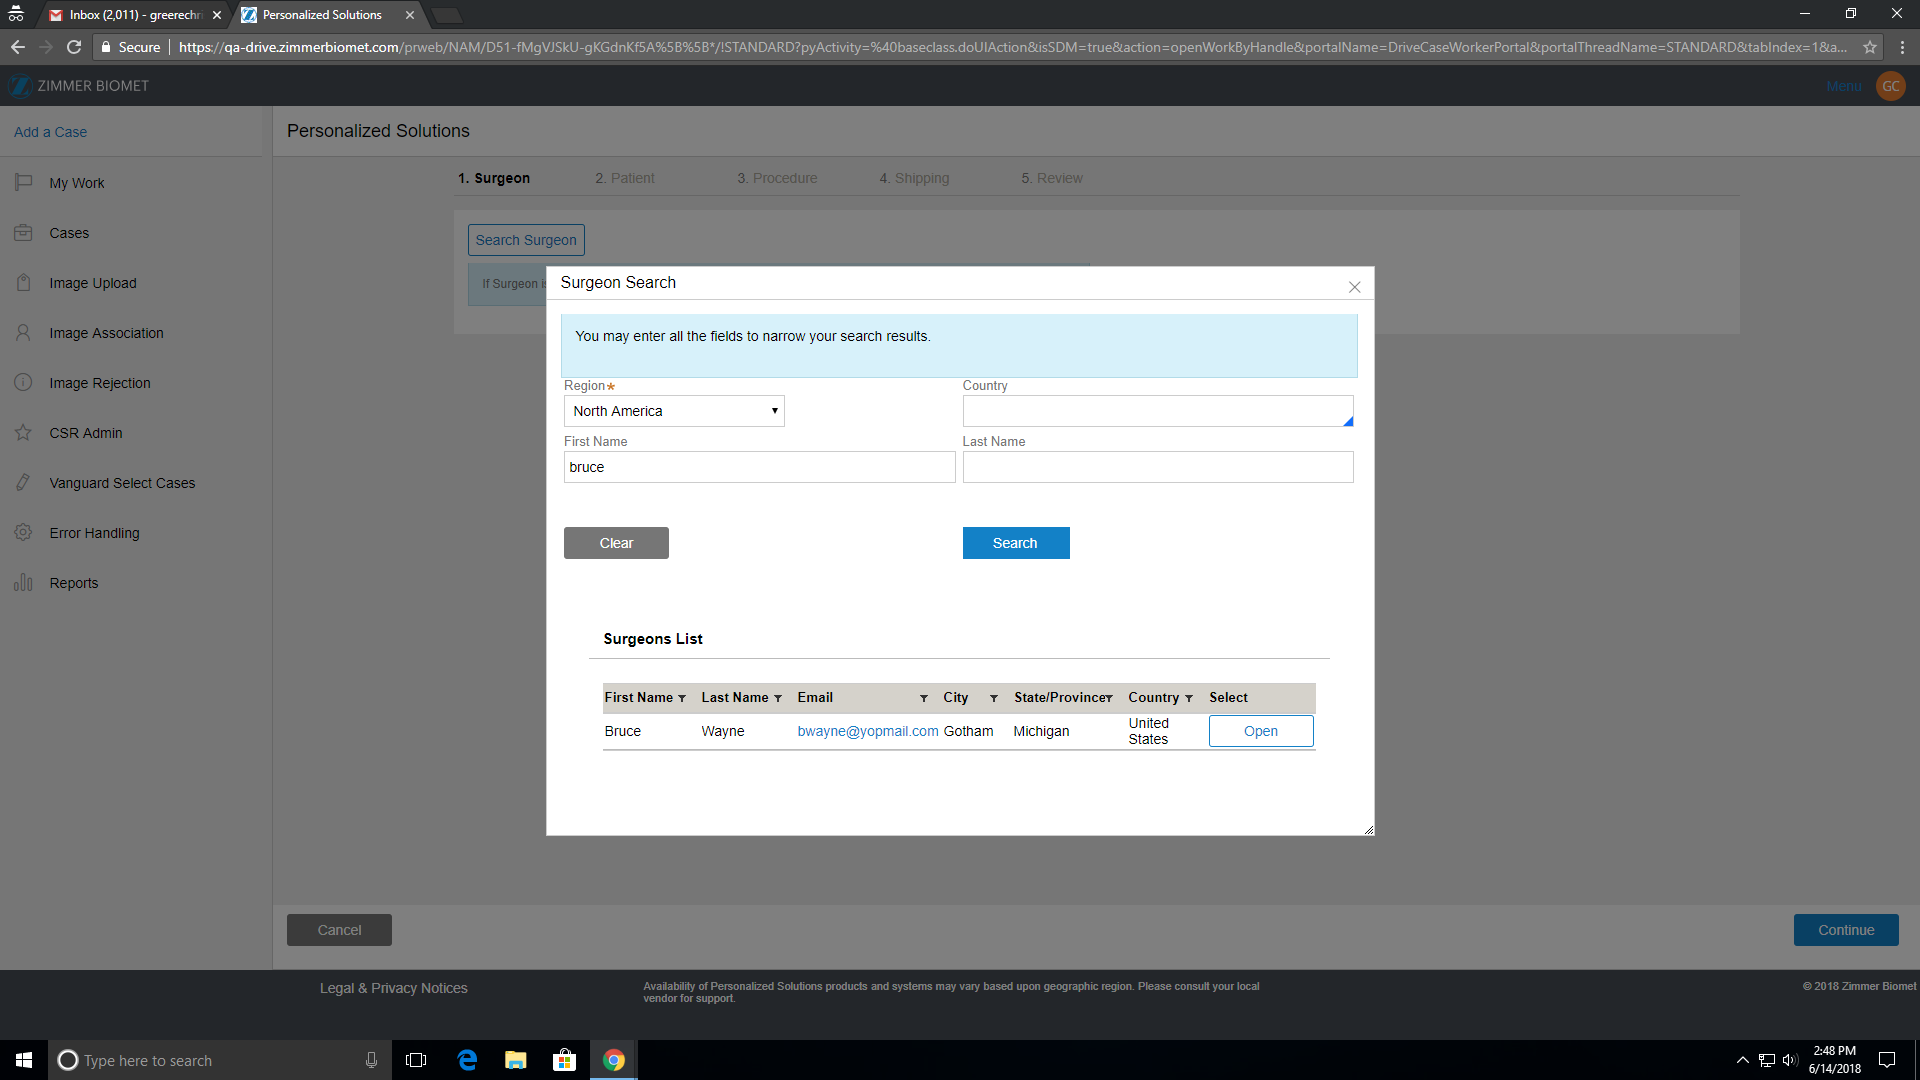 Inbox (2,011) - greerechri
Personalized Solutions
Secure
https://qa-drive.zimmerbiomet.com/prweb/NAM/D51-fMgVJSkU-gKGdnKf5A%5B%5B*/!STANDARD?pyActivity=%40baseclass.doUIAction&isSDM=true&action=openWorkByHandle&portalName=DriveCaseWorkerPortal&portalThreadName=STANDARD&tabIndex=1&a...
ZIMMER BIOMET
Menu
GC
Add a Case
My Work
Cases
Image Upload
Image Association
Image Rejection
CSR Admin
Vanguard Select Cases
Error Handling
Reports
Personalized Solutions
1. Surgeon 2. Patient 3. Procedure 4. Shipping 5. Review
Search Surgeon
If Surgeon is
Surgeon Search
You may enter all the fields to narrow your search results.
Region★ Country
North America
First Name Last Name
bruce
Clear Search
Surgeons List
First Name Last Name Email City State/Province Country Select
Bruce Wayne bwayne@yopmail.com Gotham Michigan United States Open
Cancel Continue
Legal & Privacy Notices
Availability of Personalized Solutions products and systems may vary based upon geographic region. Please consult your local
vendor for support.
© 2018 Zimmer Biomet
Type here to search
2:48 PM
6/14/2018